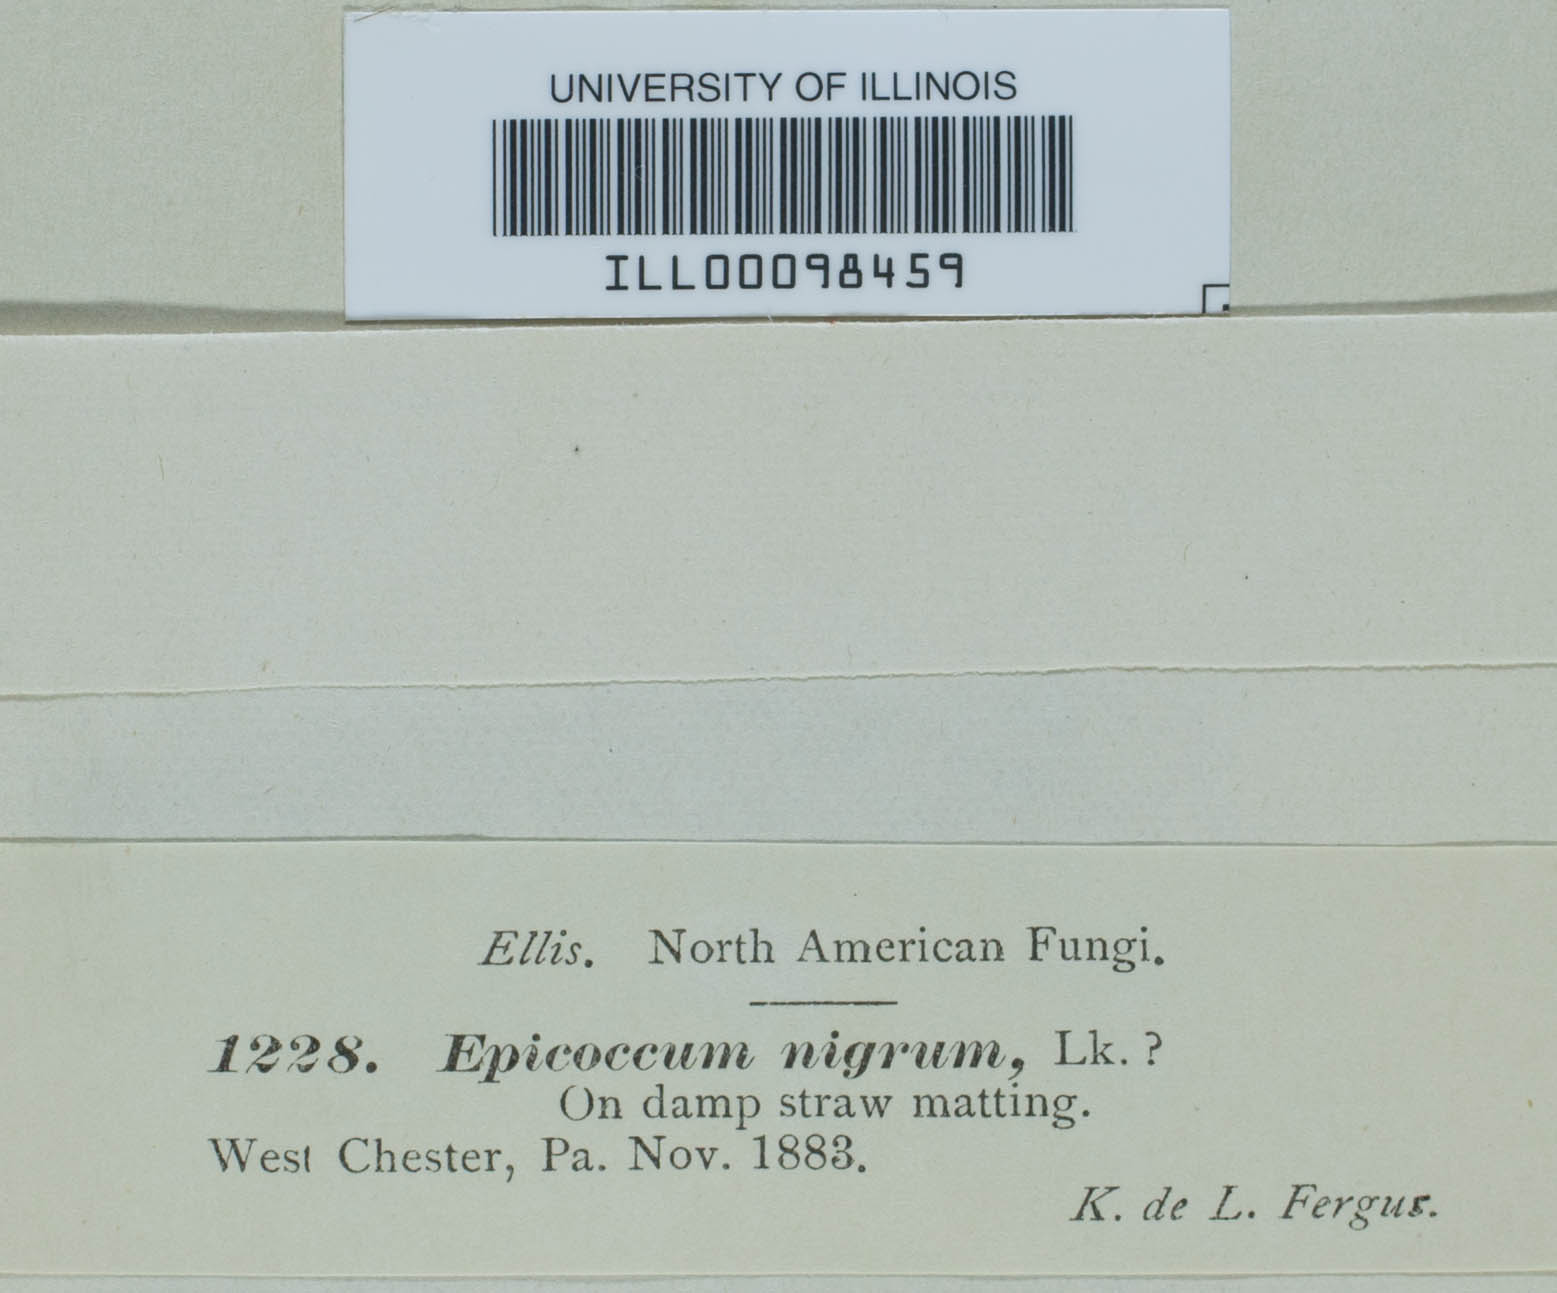 UNIVERSITY OF ILLINOIS
ILL00098459
Ellis. North American Fungi.
1228. Epicoccum nigrum, Lk. ?
On damp straw matting.
West Chester, Pa. Nov. 1883.
K. de L. Fergus.